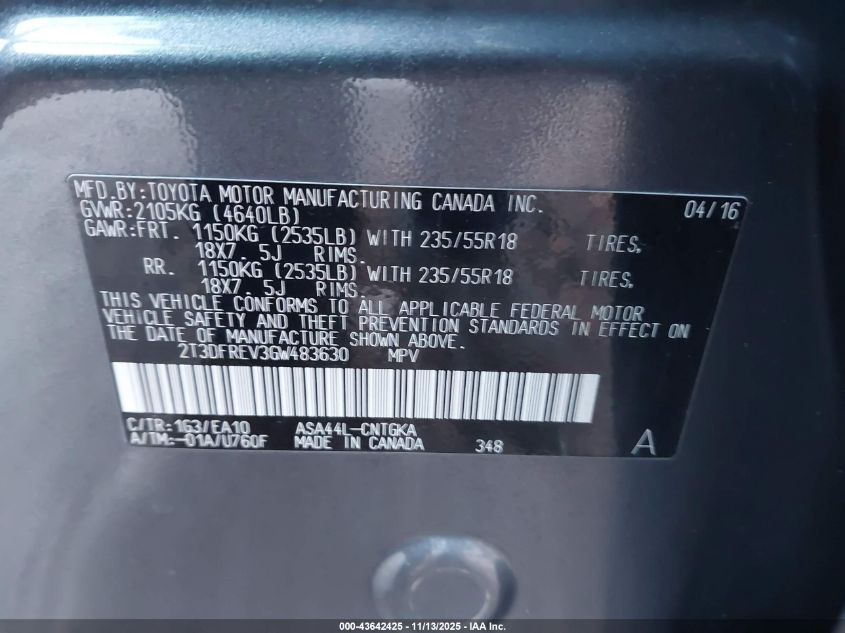 MFD.BY:TOYOTA MOTOR MANUFACTURING CANADA INC. 04/16
GVWR:2105KG (4640LB)
GAWR:FRT. 1150KG (2535LB) WITH 235/55R18 TIRES,
18X7. 5J RIMS.
RR. 1150KG (2535LB) WITH 235/55R18 TIRES,
18X7. 5J RIMS.
THIS VEHICLE CONFORMS TO ALL APPLICABLE FEDERAL MOTOR
VEHICLE SAFETY AND THEFT PREVENTION STANDARDS IN EFFECT ON
THE DATE OF MANUFACTURE SHOWN ABOVE.
2T3DFREV3GW483630 MPV
C/TR:1G3/EA10 ASA44L-CNTGKA
A/TM:-01A/U760F MADE IN CANADA 348 A
000-43642425 - 11/13/2025 - IAA Inc.